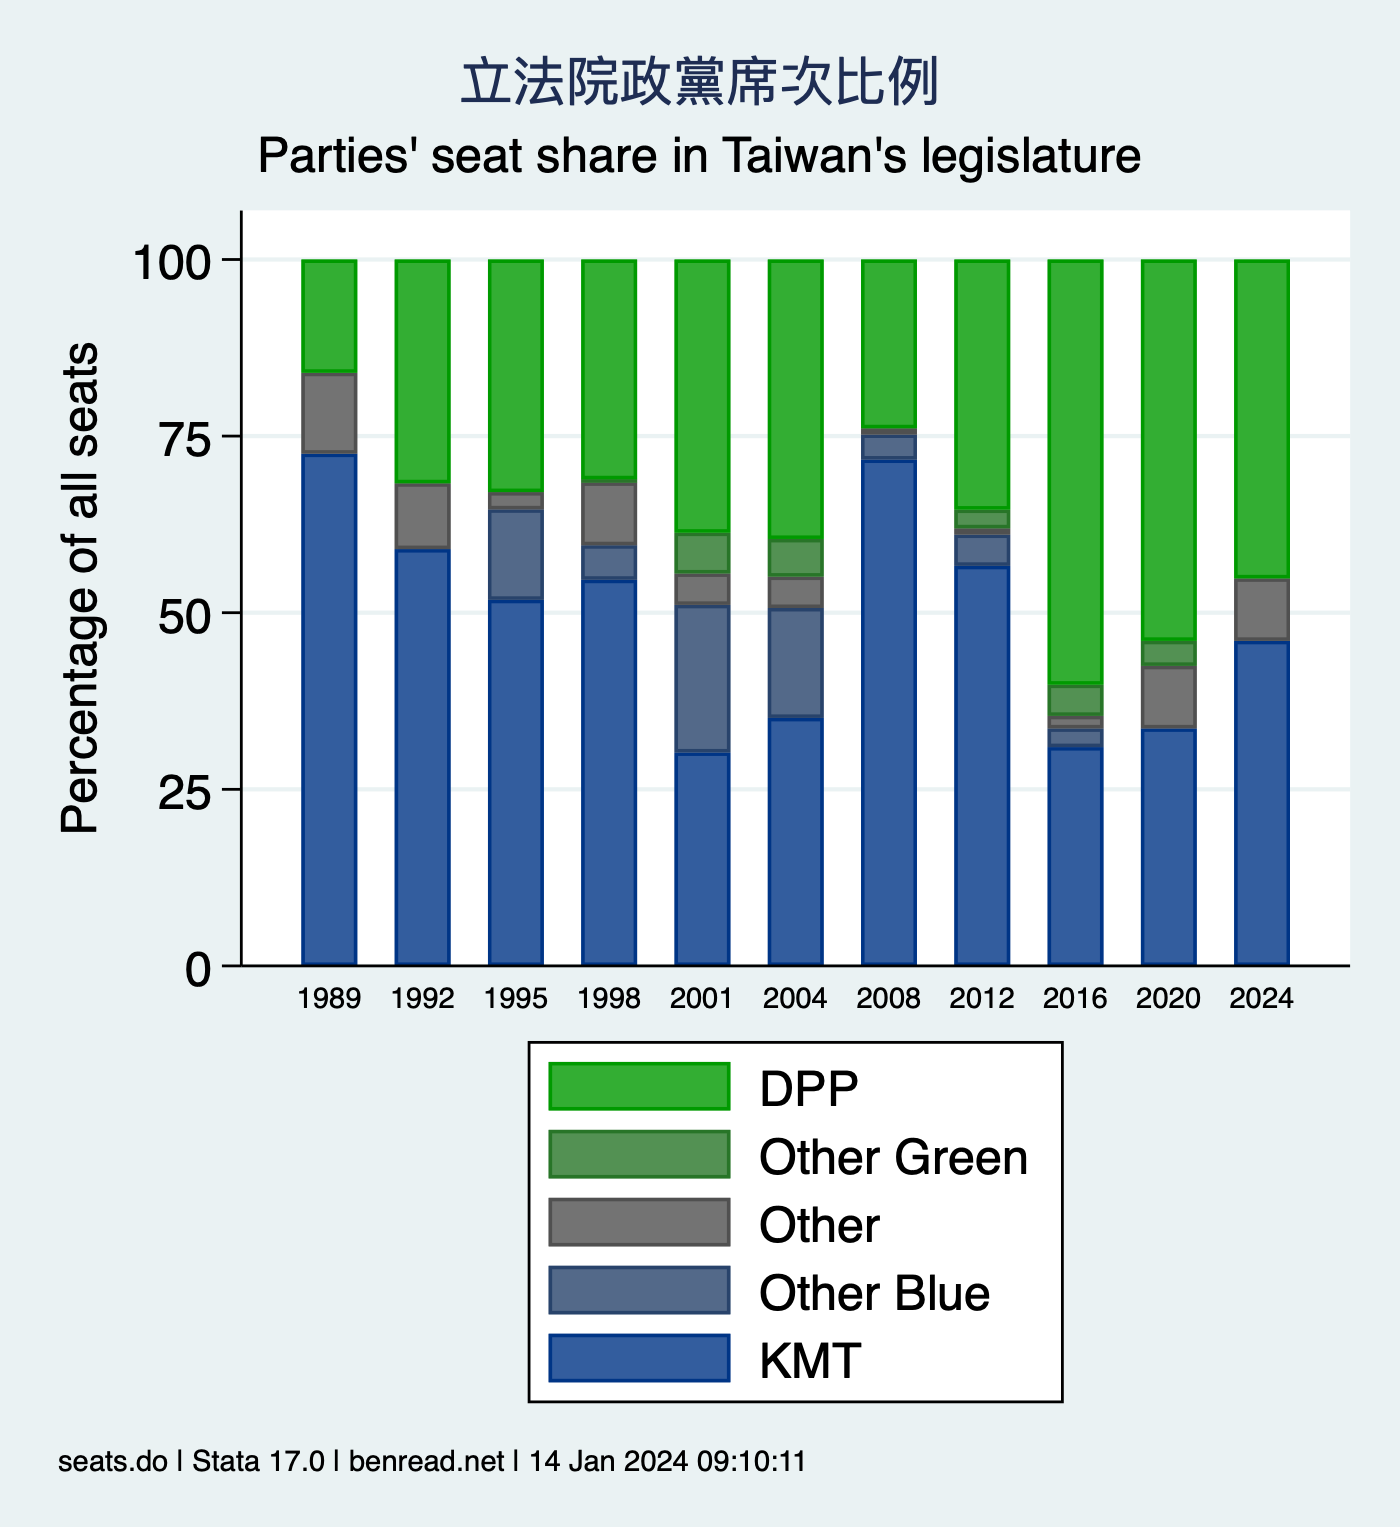 立法院政黨席次比例
Parties' seat share in Taiwan's legislature
Percentage of all seats
100
75
50
25
0
1989 1992 1995 1998 2001 2004 2008 2012 2016 2020 2024
DPP
Other Green
Other
Other Blue
KMT
seats.do | Stata 17.0 | benread.net | 14 Jan 2024 09:10:11